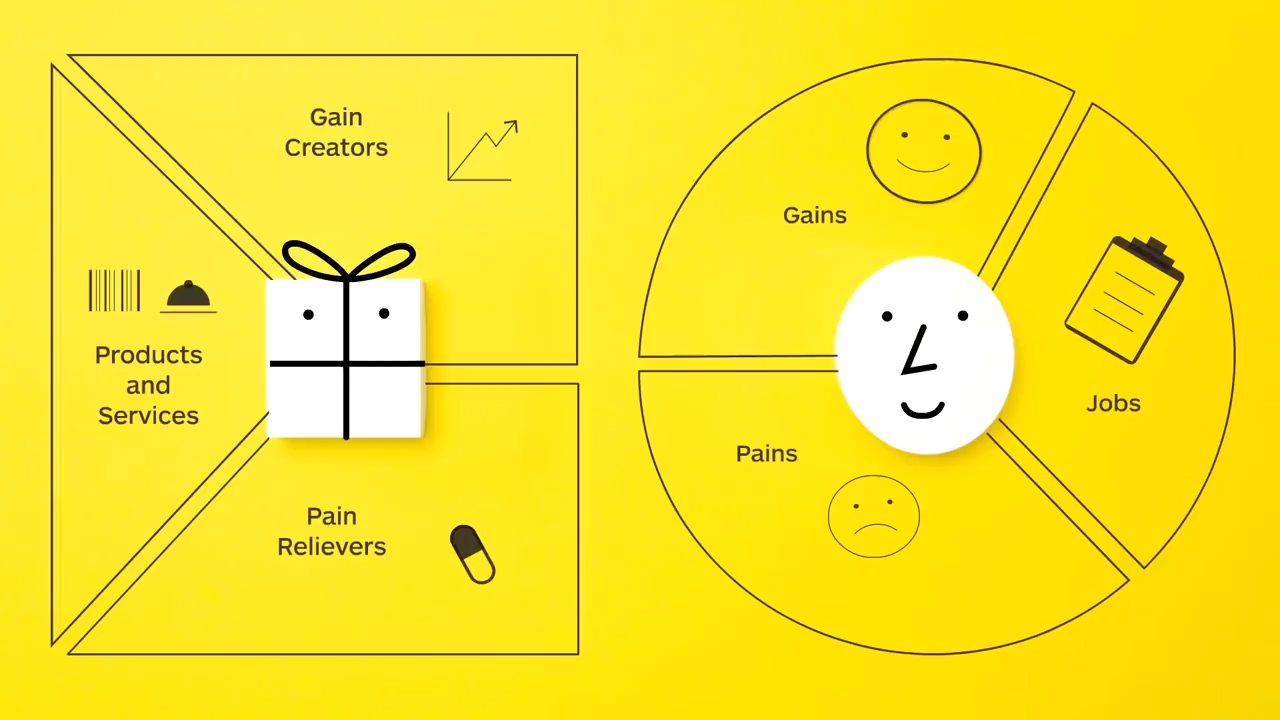 Gain
Creators
Products
and
Services
Pain
Relievers
Gains
Pains
Jobs